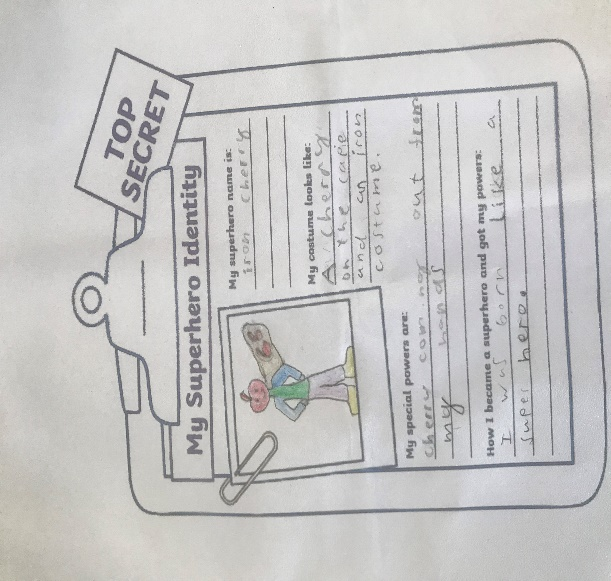 TOP
SECRET
My Superhero Identity
My superhero name is:
iron cherry
My costume looks like:
A cherry
on the cape
and an iron
costume.
My special powers are:
cherry coming out from
my hands
How I became a superhero and got my powers:
I was born like a
super hero.